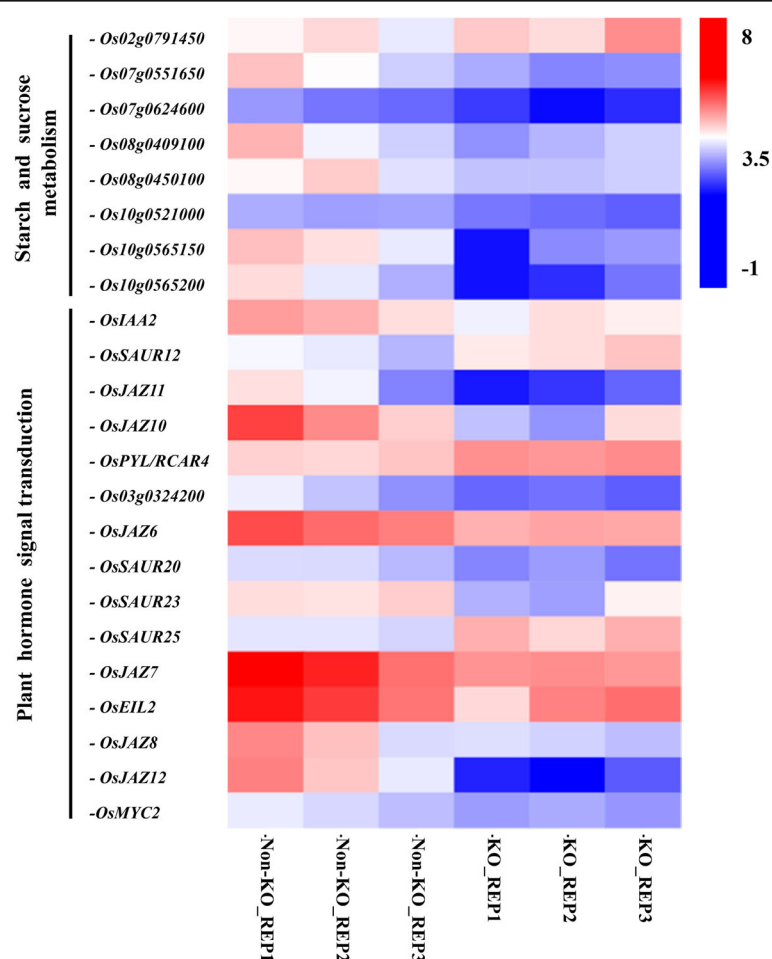 Starch and sucrose
metabolism
- Os02g0791450
- Os07g0551650
- Os07g0624600
- Os08g0409100
- Os08g0450100
- Os10g0521000
- Os10g0565150
- Os10g0565200
Plant hormone signal transduction
- OsIAA2
- OsSAUR12
- OsJAZ11
- OsJAZ10
- OsPYL/RCAR4
- Os03g0324200
- OsJAZ6
- OsSAUR20
- OsSAUR23
- OsSAUR25
- OsJAZ7
- OsEIL2
- OsJAZ8
- OsJAZ12
-OsMYC2
8
3.5
-1
·Non-KO_REP1
·Non-KO_REP2
·Non-KO_REP3
·KO_REP1
·KO_REP2
·KO_REP3